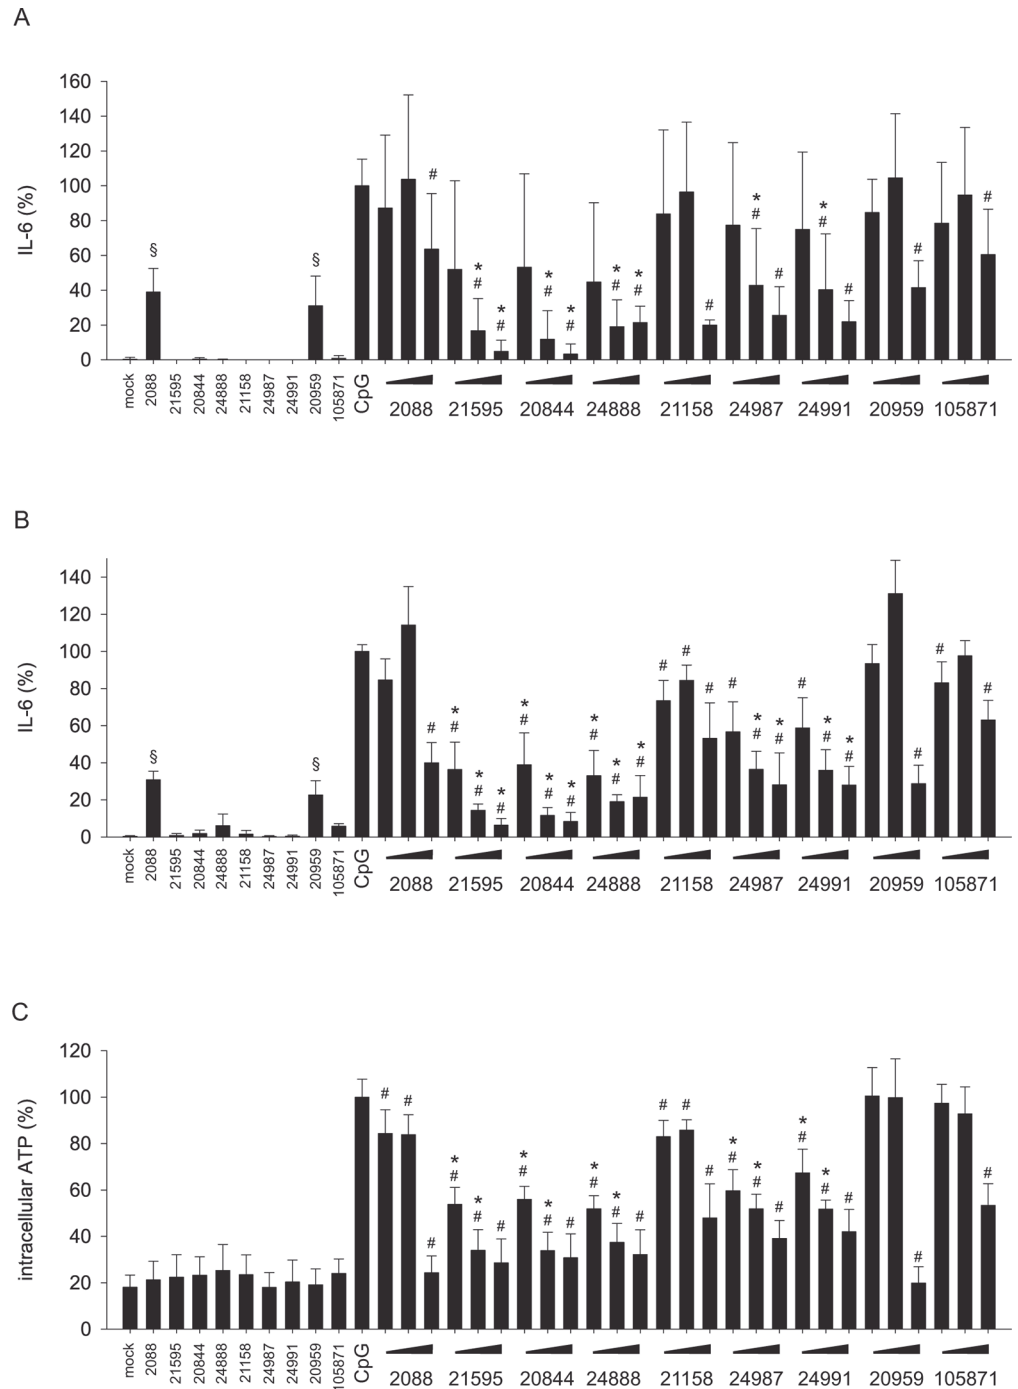 A
160
140
120
100
80
60
40
20
0
IL-6 (%)
§ § # * # * # * # * # * # * # # * # # * # # # #
mock 2088 21595 20844 24888 21158 24987 24991 20959 105871 CpG
2088 21595 20844 24888 21158 24987 24991 20959 105871
B
140
120
100
80
60
40
20
0
IL-6 (%)
§ § # * # * # * # * # * # * # * # * # * # # # # # * # * # # * # * # # # #
mock 2088 21595 20844 24888 21158 24987 24991 20959 105871 CpG
2088 21595 20844 24888 21158 24987 24991 20959 105871
C
120
100
80
60
40
20
0
intracellular ATP (%)
# # # * # * # # * # * # # * # * # # # # # * # * # # * # * # # # #
mock 2088 21595 20844 24888 21158 24987 24991 20959 105871 CpG
2088 21595 20844 24888 21158 24987 24991 20959 105871